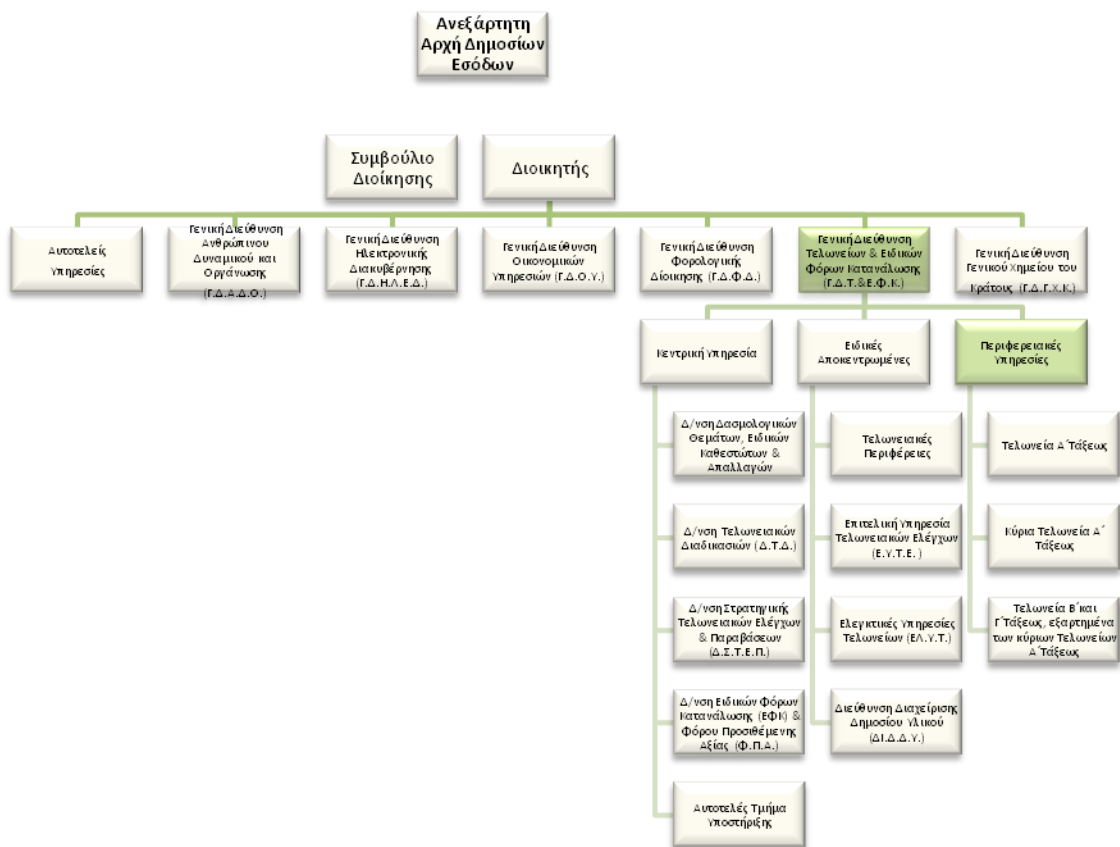 Ανεξάρτητη
Αρχή Δημοσίων
Εσόδων
Συμβούλιο
Διοίκησης
Διοικητής
Αυτοτελείς
Υπηρεσίες
Γενική Διεύθυνση
Ανθρώπινου
Δυναμικού και
Οργάνωσης
(Γ.Δ.Α.Δ.Ο.)
Γενική Διεύθυνση
Ηλεκτρονικής
Διακυβέρνησης
(Γ.Δ.Η.Λ.Ε.Δ.)
Γενική Διεύθυνση
Οικονομικών
Υπηρεσιών (Γ.Δ.Ο.Υ.)
Γενική Διεύθυνση
Φορολογικής
Δίοικησης (Γ.Δ.Φ.Δ.)
Γενική Διεύθυνση
Τελωνείων & Ειδικών
Φόρων Κατανάλωσης
(Γ.Δ.Τ.&Ε.Φ.Κ.)
Γενική Διεύθυνση
Γενικού Χημείου του
Κράτους (Γ.Δ.Γ.Χ.Κ.)
Κεντρική Υπηρεσία
Ειδικές
Αποκεντρωμένες
Περιφερειακές
Υπηρεσίες
Δ/νση Δασμολογικών
Θεμάτων, Ειδικών
Καθεστώτων &
Απαλλαγών
Τελωνειακές
Περιφέρειες
Τελωνεία Α΄Τάξεως
Δ/νση Τελωνειακών
Διαδικασιών (Δ.Τ.Δ.)
Επιτελική Υπηρεσία
Τελωνειακών Ελέγχων
(Ε.Υ.Τ.Ε.)
Κύρια Τελωνεία Α΄
Τάξεως
Δ/νση Στρατηγικής
Τελωνειακών Ελέγχων
& Παραβάσεων
(Δ.Σ.Τ.Ε.Π.)
Ελεγκτικές Υπηρεσίες
Τελωνείων (ΕΛ.Υ.Τ.)
Τελωνεία Β΄και
Γ΄Τάξεως, εξαρτημένα
των κύριων Τελωνείων
Α΄Τάξεως
Δ/νση Ειδικών Φόρων
Κατανάλωσης (ΕΦΚ) &
Φόρου Προσιθέμενης
Αξίας (Φ.Π.Α.)
Διεύθυνση Διαχείρισης
Δημοσίου Υλικού
(ΔΙ.Δ.Δ.Υ.)
Αυτοτελές Τμήμα
Υποστήριξης